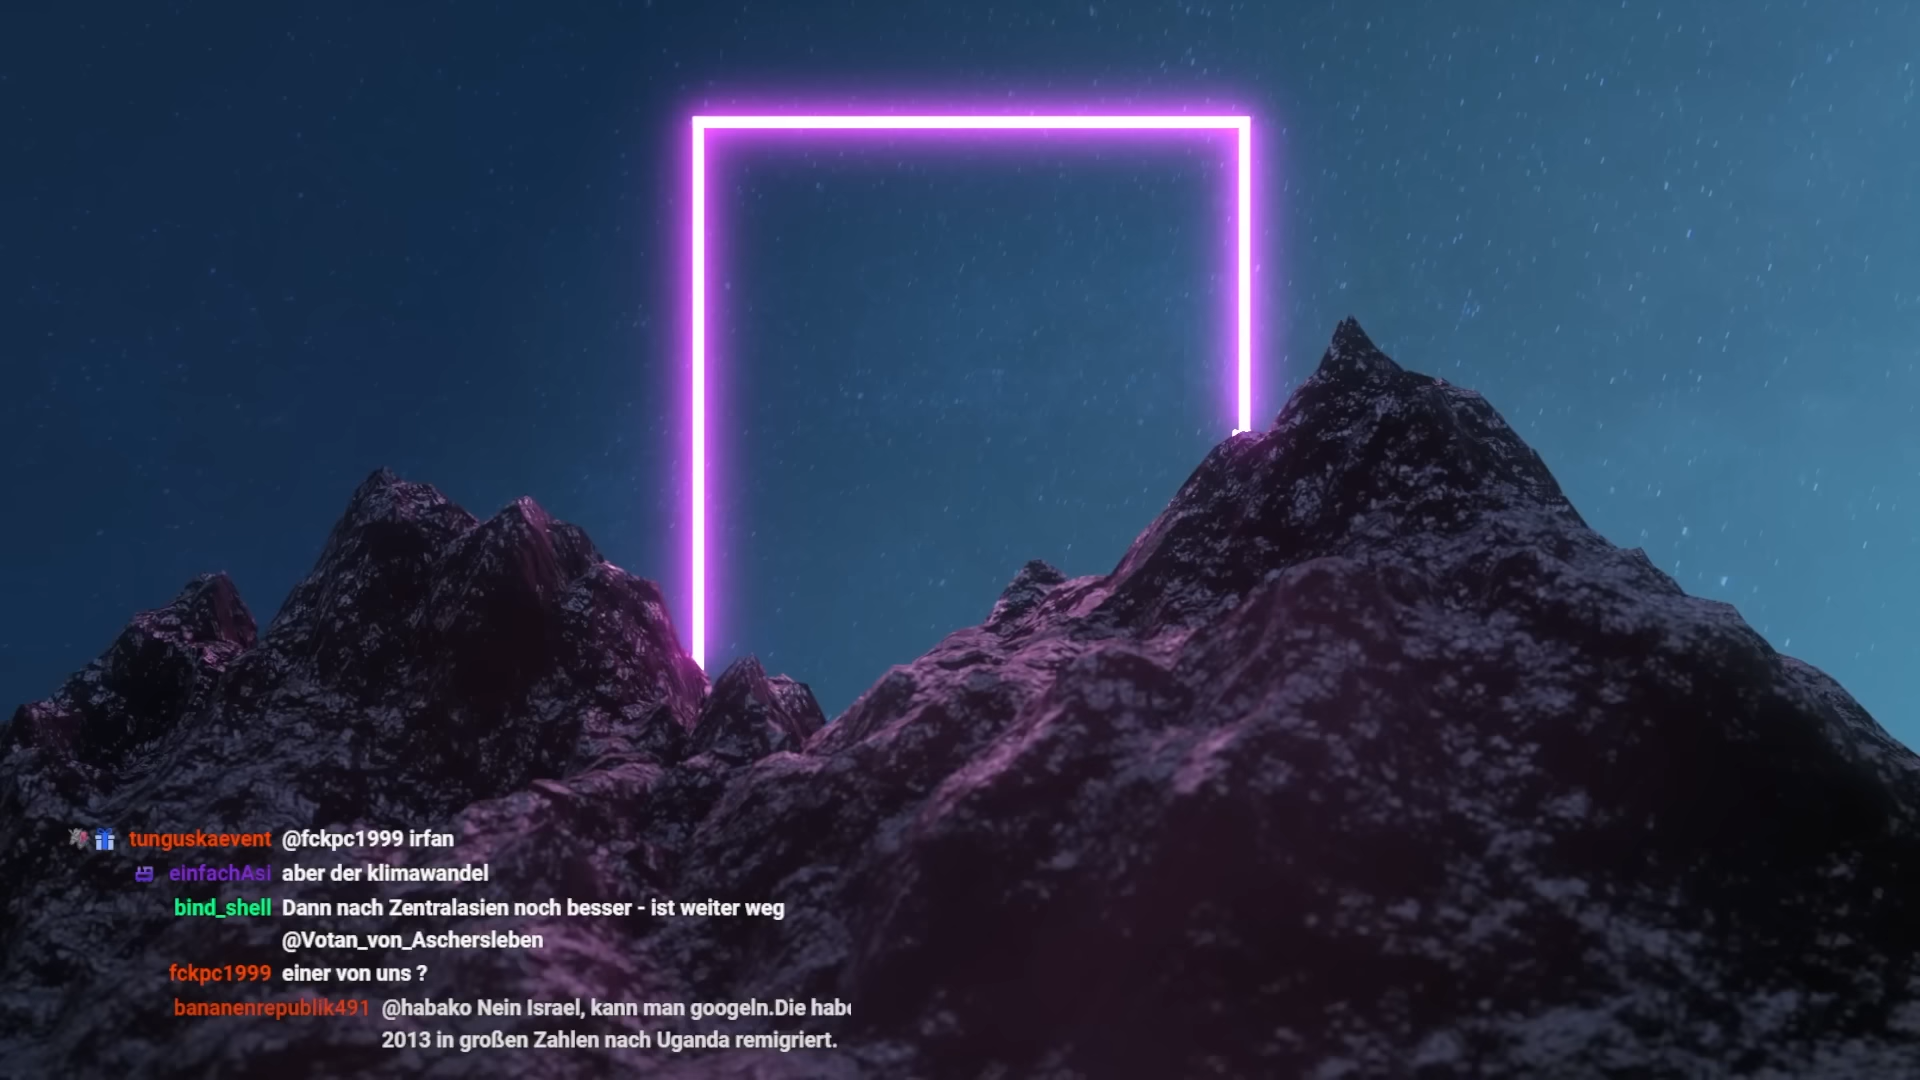 tunguskaevent @fckpc1999 irfan
einfachAsi aber der klimawandel
bind_shell Dann nach Zentralasien noch besser - ist weiter weg
@Votan_von_Aschersleben
fckpc1999 einer von uns ?
bananenrepublik491 @habako Nein Israel, kann man googeln.Die habe
2013 in großen Zahlen nach Uganda remigriert.